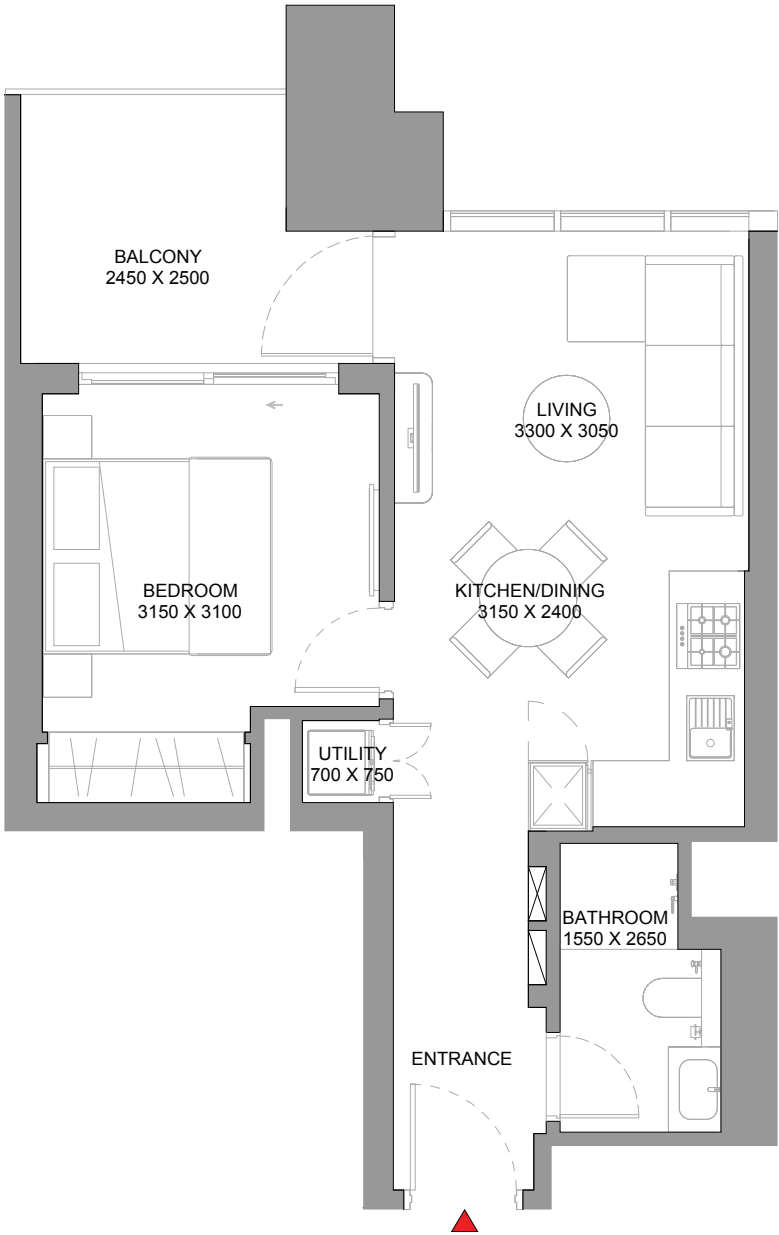 BALCONY
2450 X 2500
LIVING
3300 X 3050
BEDROOM
3150 X 3100
KITCHEN/DINING
3150 X 2400
UTILITY
700 X 750
BATHROOM
1550 X 2650
ENTRANCE